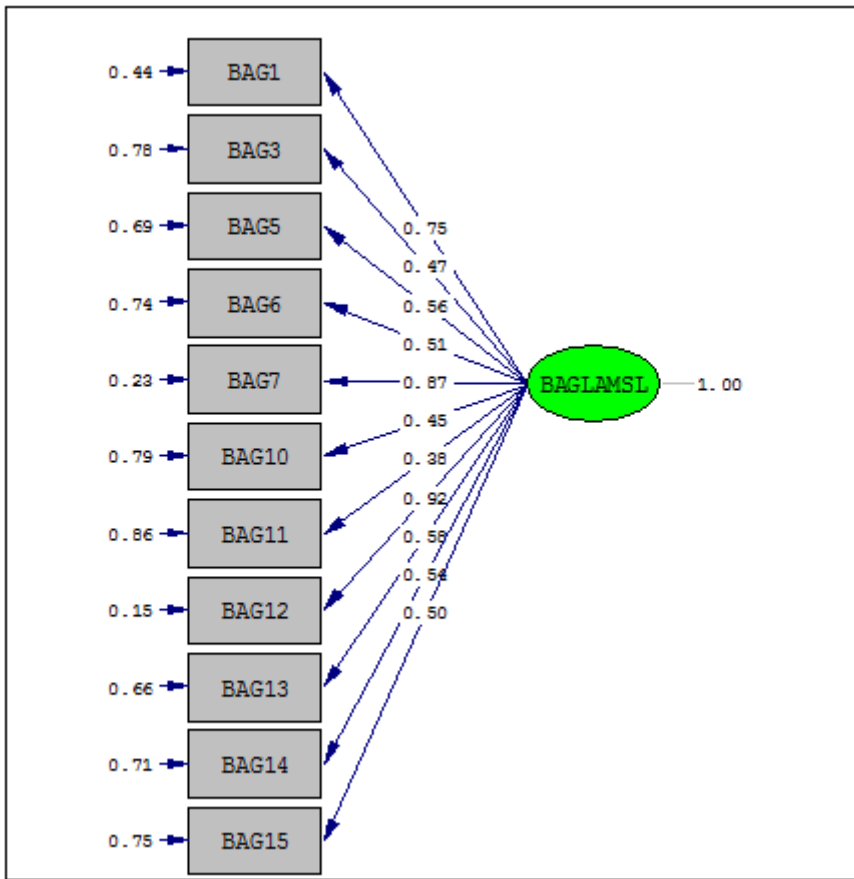 0.44 BAG1
0.78 BAG3
0.69 BAG5
0.75
0.47
0.74 BAG6
0.56
0.51
0.23 BAG7 0.87 BAGLAMSL 1.00
0.45
0.79 BAG10
0.38
0.92
0.86 BAG11
0.58
0.54
0.15 BAG12
0.50
0.66 BAG13
0.71 BAG14
0.75 BAG15